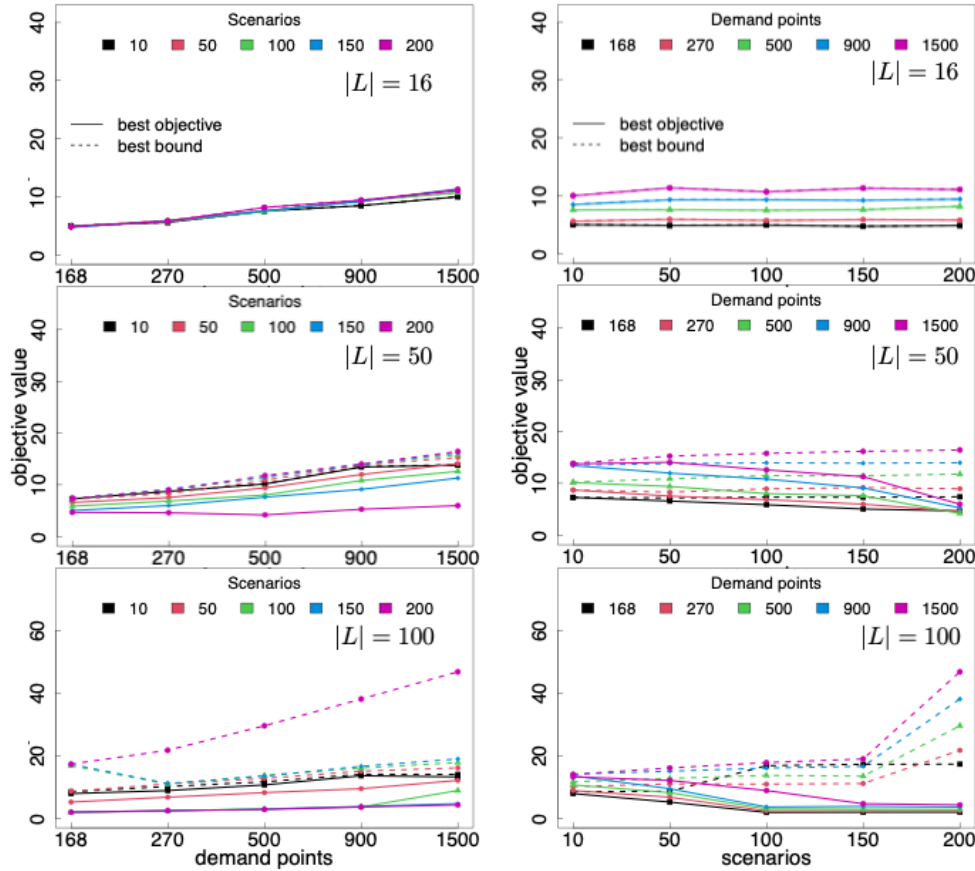 Scenarios
10 50 100 150 200
|L| = 16
best objective
best bound
0 10 20 30 40
168 270 500 900 1500
Demand points
168 270 500 900 1500
|L| = 16
best objective
best bound
0 10 20 30 40
10 50 100 150 200
Scenarios
10 50 100 150 200
|L| = 50
objective value
0 10 20 30 40
168 270 500 900 1500
Demand points
168 270 500 900 1500
|L| = 50
objective value
0 10 20 30 40
10 50 100 150 200
Scenarios
10 50 100 150 200
|L| = 100
0 20 40 60
168 270 500 900 1500
demand points
Demand points
168 270 500 900 1500
|L| = 100
0 20 40 60
10 50 100 150 200
scenarios